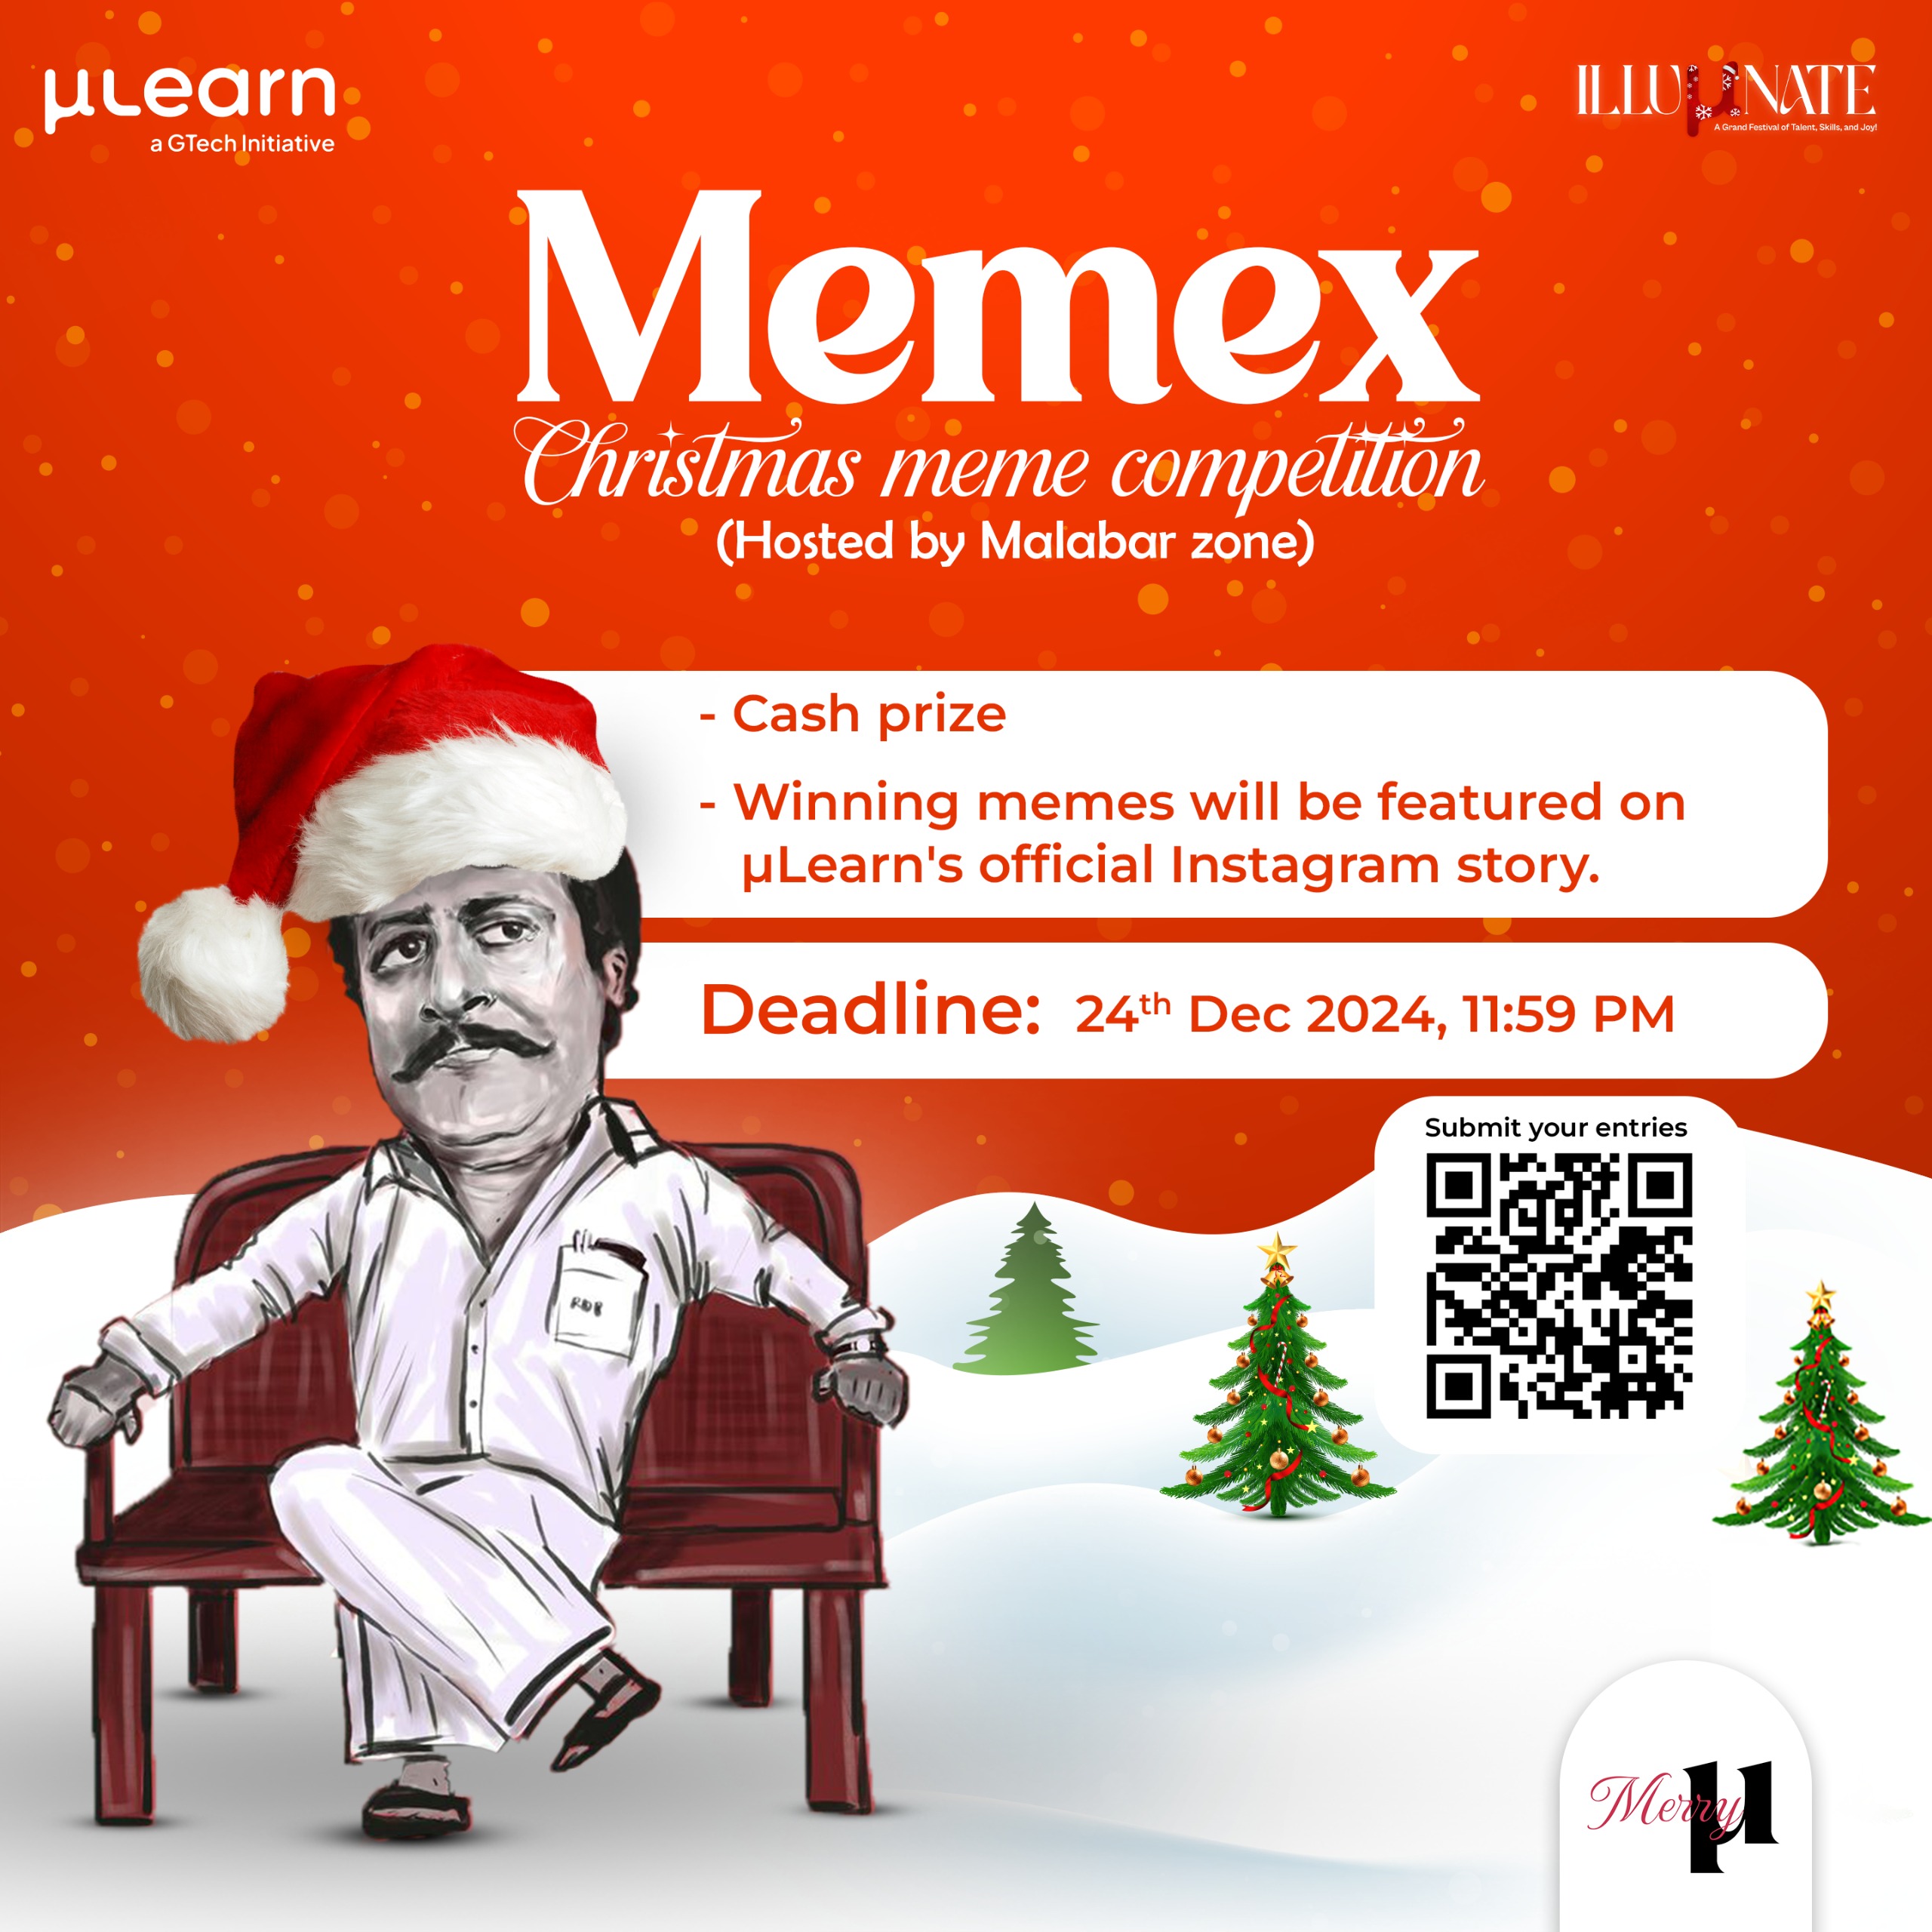 µLearn
a GTech Initiative
ILLUµNATE
A Grand Festival of Talent, Skills, and Joy!
Memex
Christmas meme competition
(Hosted by Malabar zone)
- Cash prize
- Winning memes will be featured on
µLearn's official Instagram story.
Deadline: 24th Dec 2024, 11:59 PM
Submit your entries
RDB
Merry µ